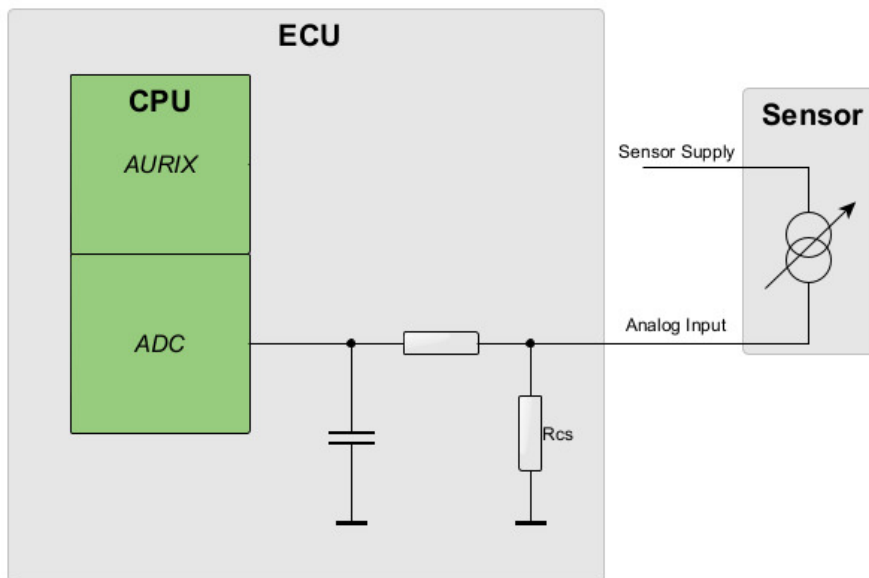 ECU
CPU
AURIX
ADC
Sensor
Sensor Supply
Analog Input
Rcs